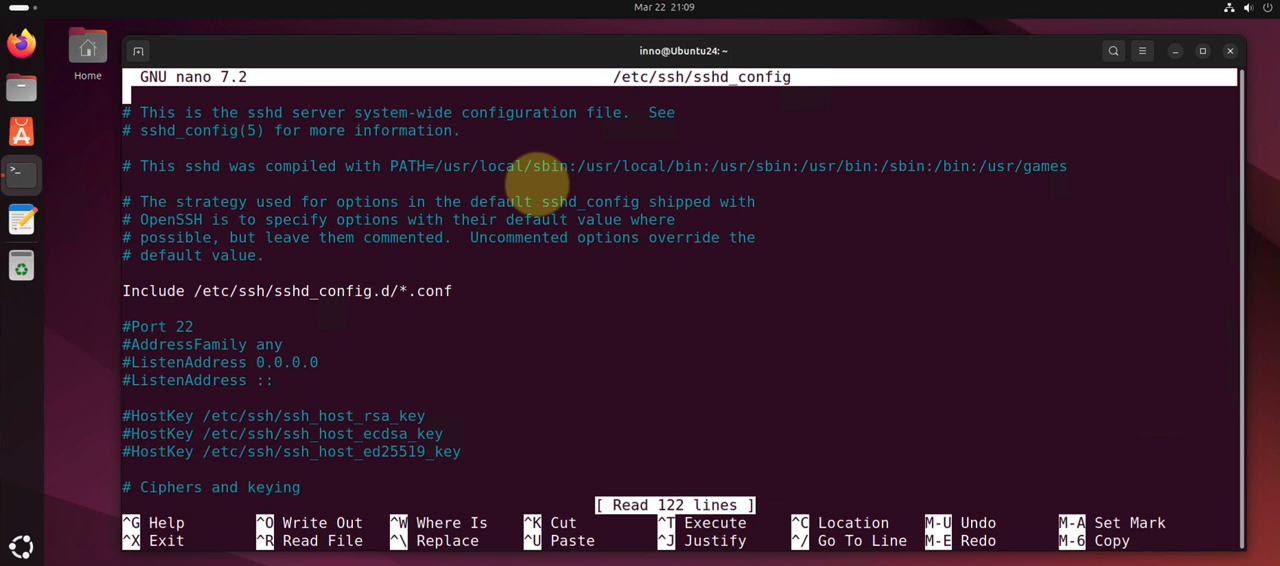 Mar 22 21:09
Home
inno@Ubuntu24: ~
GNU nano 7.2 /etc/ssh/sshd_config
# This is the sshd server system-wide configuration file.  See
# sshd_config(5) for more information.
# This sshd was compiled with PATH=/usr/local/sbin:/usr/local/bin:/usr/sbin:/usr/bin:/sbin:/bin:/usr/games
# The strategy used for options in the default sshd_config shipped with
# OpenSSH is to specify options with their default value where
# possible, but leave them commented.  Uncommented options override the
# default value.
Include /etc/ssh/sshd_config.d/*.conf
#Port 22
#AddressFamily any
#ListenAddress 0.0.0.0
#ListenAddress ::
#HostKey /etc/ssh/ssh_host_rsa_key
#HostKey /etc/ssh/ssh_host_ecdsa_key
#HostKey /etc/ssh/ssh_host_ed25519_key
# Ciphers and keying
[ Read 122 lines ]
^G Help ^O Write Out ^W Where Is ^K Cut ^T Execute ^C Location M-U Undo M-A Set Mark
^X Exit ^R Read File ^\ Replace ^U Paste ^J Justify ^/ Go To Line M-E Redo M-6 Copy